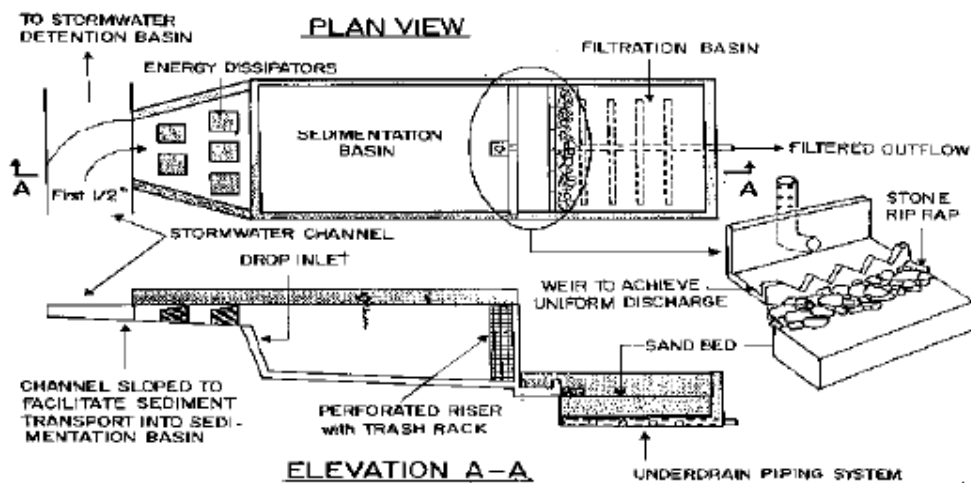 TO STORMWATER
DETENTION BASIN
PLAN VIEW
ENERGY DISSIPATORS
FILTRATION BASIN
SEDIMENTATION
BASIN
FILTERED OUTFLOW
A
A
First 1/2"
STORMWATER CHANNEL
DROP INLET
STONE
RIP RAP
WEIR TO ACHIEVE
UNIFORM DISCHARGE
SAND BED
CHANNEL SLOPED TO
FACILITATE SEDIMENT
TRANSPORT INTO SEDI-
MENTATION BASIN
PERFORATED RISER
with TRASH RACK
ELEVATION A-A
UNDERDRAIN PIPING SYSTEM